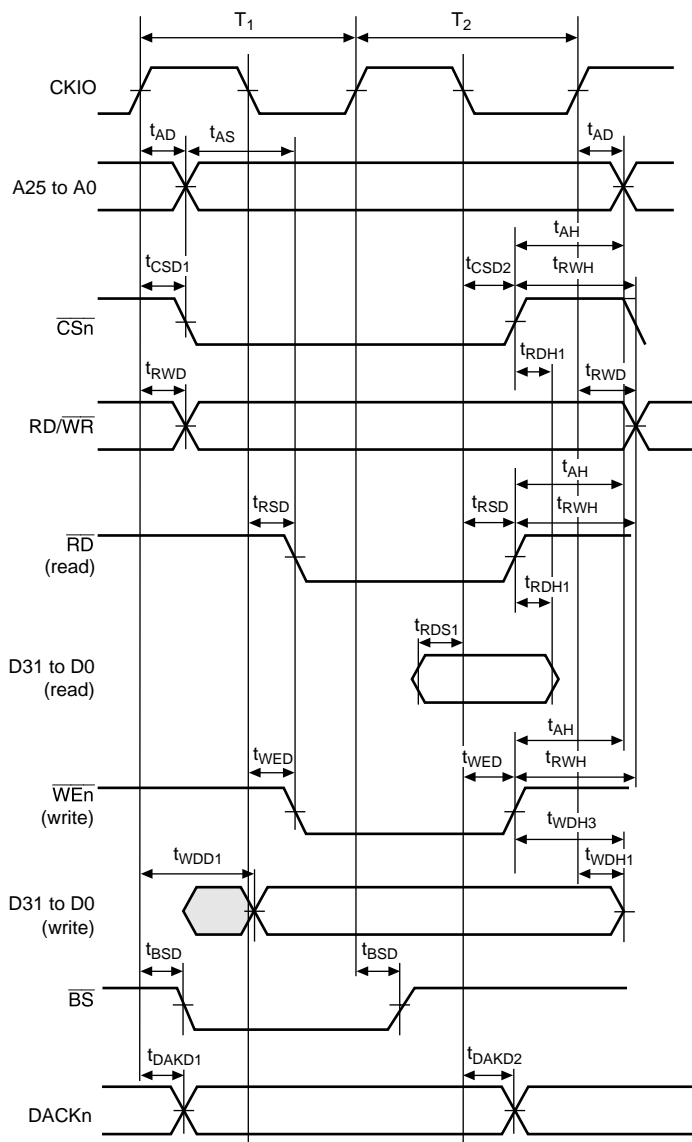 T1 T2
CKIO
tAD tAS tAD
A25 to A0
tAH
tCSD1 tCSD2 tRWH
CSn
tRDH1
tRWD tRWD
RD/WR
tAH
tRSD tRSD tRWH
RD
(read)
tRDH1
tRDS1
D31 to D0
(read)
tAH
tWED tWED tRWH
WEn
(write)
tWDH3
tWDD1 tWDH1
D31 to D0
(write)
tBSD tBSD
BS
tDAKD1 tDAKD2
DACKn